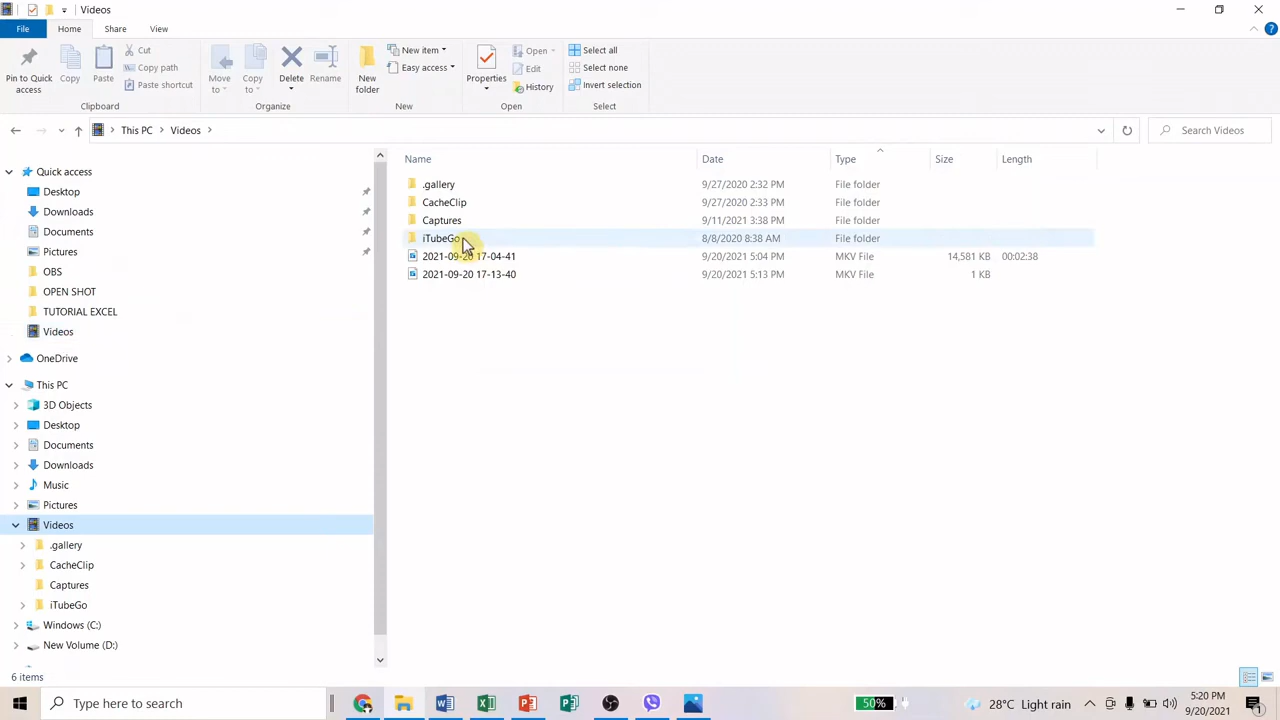 Videos
File Home Share View
Pin to Quick access
Copy
Paste
Cut
Copy path
Paste shortcut
Clipboard
Move to
Copy to
Delete
Rename
Organize
New folder
New item
Easy access
New
Properties
Open
Edit
History
Open
Select all
Select none
Invert selection
Select
This PC Videos
Search Videos
Quick access
Desktop
Downloads
Documents
Pictures
OBS
OPEN SHOT
TUTORIAL EXCEL
Videos
OneDrive
This PC
3D Objects
Desktop
Documents
Downloads
Music
Pictures
Videos
.gallery
CacheClip
Captures
iTubeGo
Windows (C:)
New Volume (D:)
Name Date Type Size Length
.gallery 9/27/2020 2:32 PM File folder
CacheClip 9/27/2020 2:33 PM File folder
Captures 9/11/2021 3:38 PM File folder
iTubeGo 8/8/2020 8:38 AM File folder
2021-09-20 17-04-41 9/20/2021 5:04 PM MKV File 14,581 KB 00:02:38
2021-09-20 17-13-40 9/20/2021 5:13 PM MKV File 1 KB
6 items
Type here to search
50%
28°C Light rain
5:20 PM
9/20/2021
1